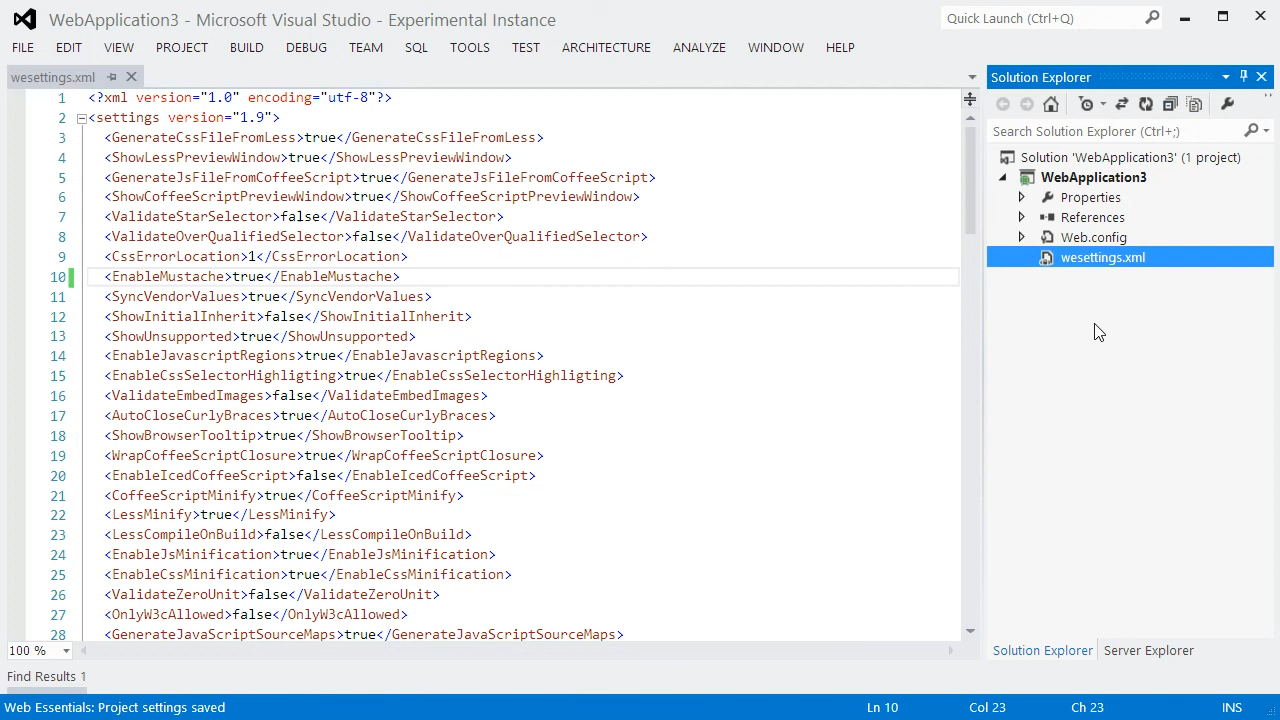 WebApplication3 - Microsoft Visual Studio - Experimental Instance
Quick Launch (Ctrl+Q)
FILE EDIT VIEW PROJECT BUILD DEBUG TEAM SQL TOOLS TEST ARCHITECTURE ANALYZE WINDOW HELP
wesettings.xml
1 <?xml version="1.0" encoding="utf-8"?>
2 <settings version="1.9">
3 <GenerateCssFileFromLess>true</GenerateCssFileFromLess>
4 <ShowLessPreviewWindow>true</ShowLessPreviewWindow>
5 <GenerateJsFileFromCoffeeScript>true</GenerateJsFileFromCoffeeScript>
6 <ShowCoffeeScriptPreviewWindow>true</ShowCoffeeScriptPreviewWindow>
7 <ValidateStarSelector>false</ValidateStarSelector>
8 <ValidateOverQualifiedSelector>false</ValidateOverQualifiedSelector>
9 <CssErrorLocation>1</CssErrorLocation>
10 <EnableMustache>true</EnableMustache>
11 <SyncVendorValues>true</SyncVendorValues>
12 <ShowInitialInherit>false</ShowInitialInherit>
13 <ShowUnsupported>true</ShowUnsupported>
14 <EnableJavascriptRegions>true</EnableJavascriptRegions>
15 <EnableCssSelectorHighligting>true</EnableCssSelectorHighligting>
16 <ValidateEmbedImages>false</ValidateEmbedImages>
17 <AutoCloseCurlyBraces>true</AutoCloseCurlyBraces>
18 <ShowBrowserTooltip>true</ShowBrowserTooltip>
19 <WrapCoffeeScriptClosure>true</WrapCoffeeScriptClosure>
20 <EnableIcedCoffeeScript>false</EnableIcedCoffeeScript>
21 <CoffeeScriptMinify>true</CoffeeScriptMinify>
22 <LessMinify>true</LessMinify>
23 <LessCompileOnBuild>false</LessCompileOnBuild>
24 <EnableJsMinification>true</EnableJsMinification>
25 <EnableCssMinification>true</EnableCssMinification>
26 <ValidateZeroUnit>false</ValidateZeroUnit>
27 <OnlyW3cAllowed>false</OnlyW3cAllowed>
28 <GenerateJavaScriptSourceMaps>true</GenerateJavaScriptSourceMaps>
100 %
Find Results 1
Solution Explorer
Search Solution Explorer (Ctrl+;)
Solution 'WebApplication3' (1 project)
WebApplication3
Properties
References
Web.config
wesettings.xml
Solution Explorer Server Explorer
Web Essentials: Project settings saved Ln 10 Col 23 Ch 23 INS